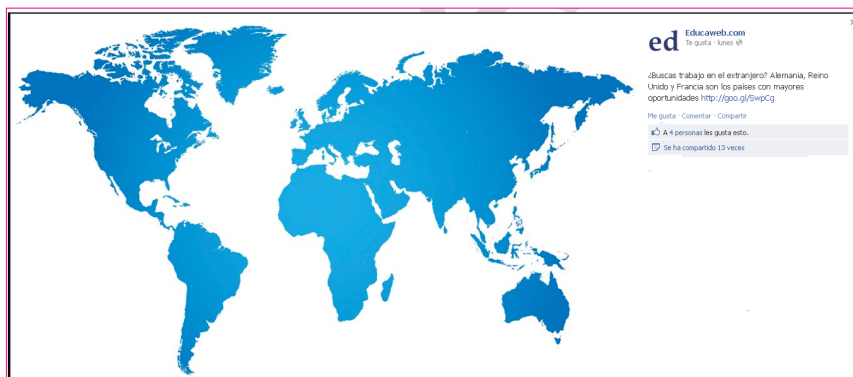 ed
Educaweb.com
Te gusta · lunes
¿Buscas trabajo en el extranjero? Alemania, Reino
Unido y Francia son los países con mayores
oportunidades http://goo.gl/SwpCg
Me gusta · Comentar · Compartir
A 4 personas les gusta esto.
Se ha compartido 13 veces